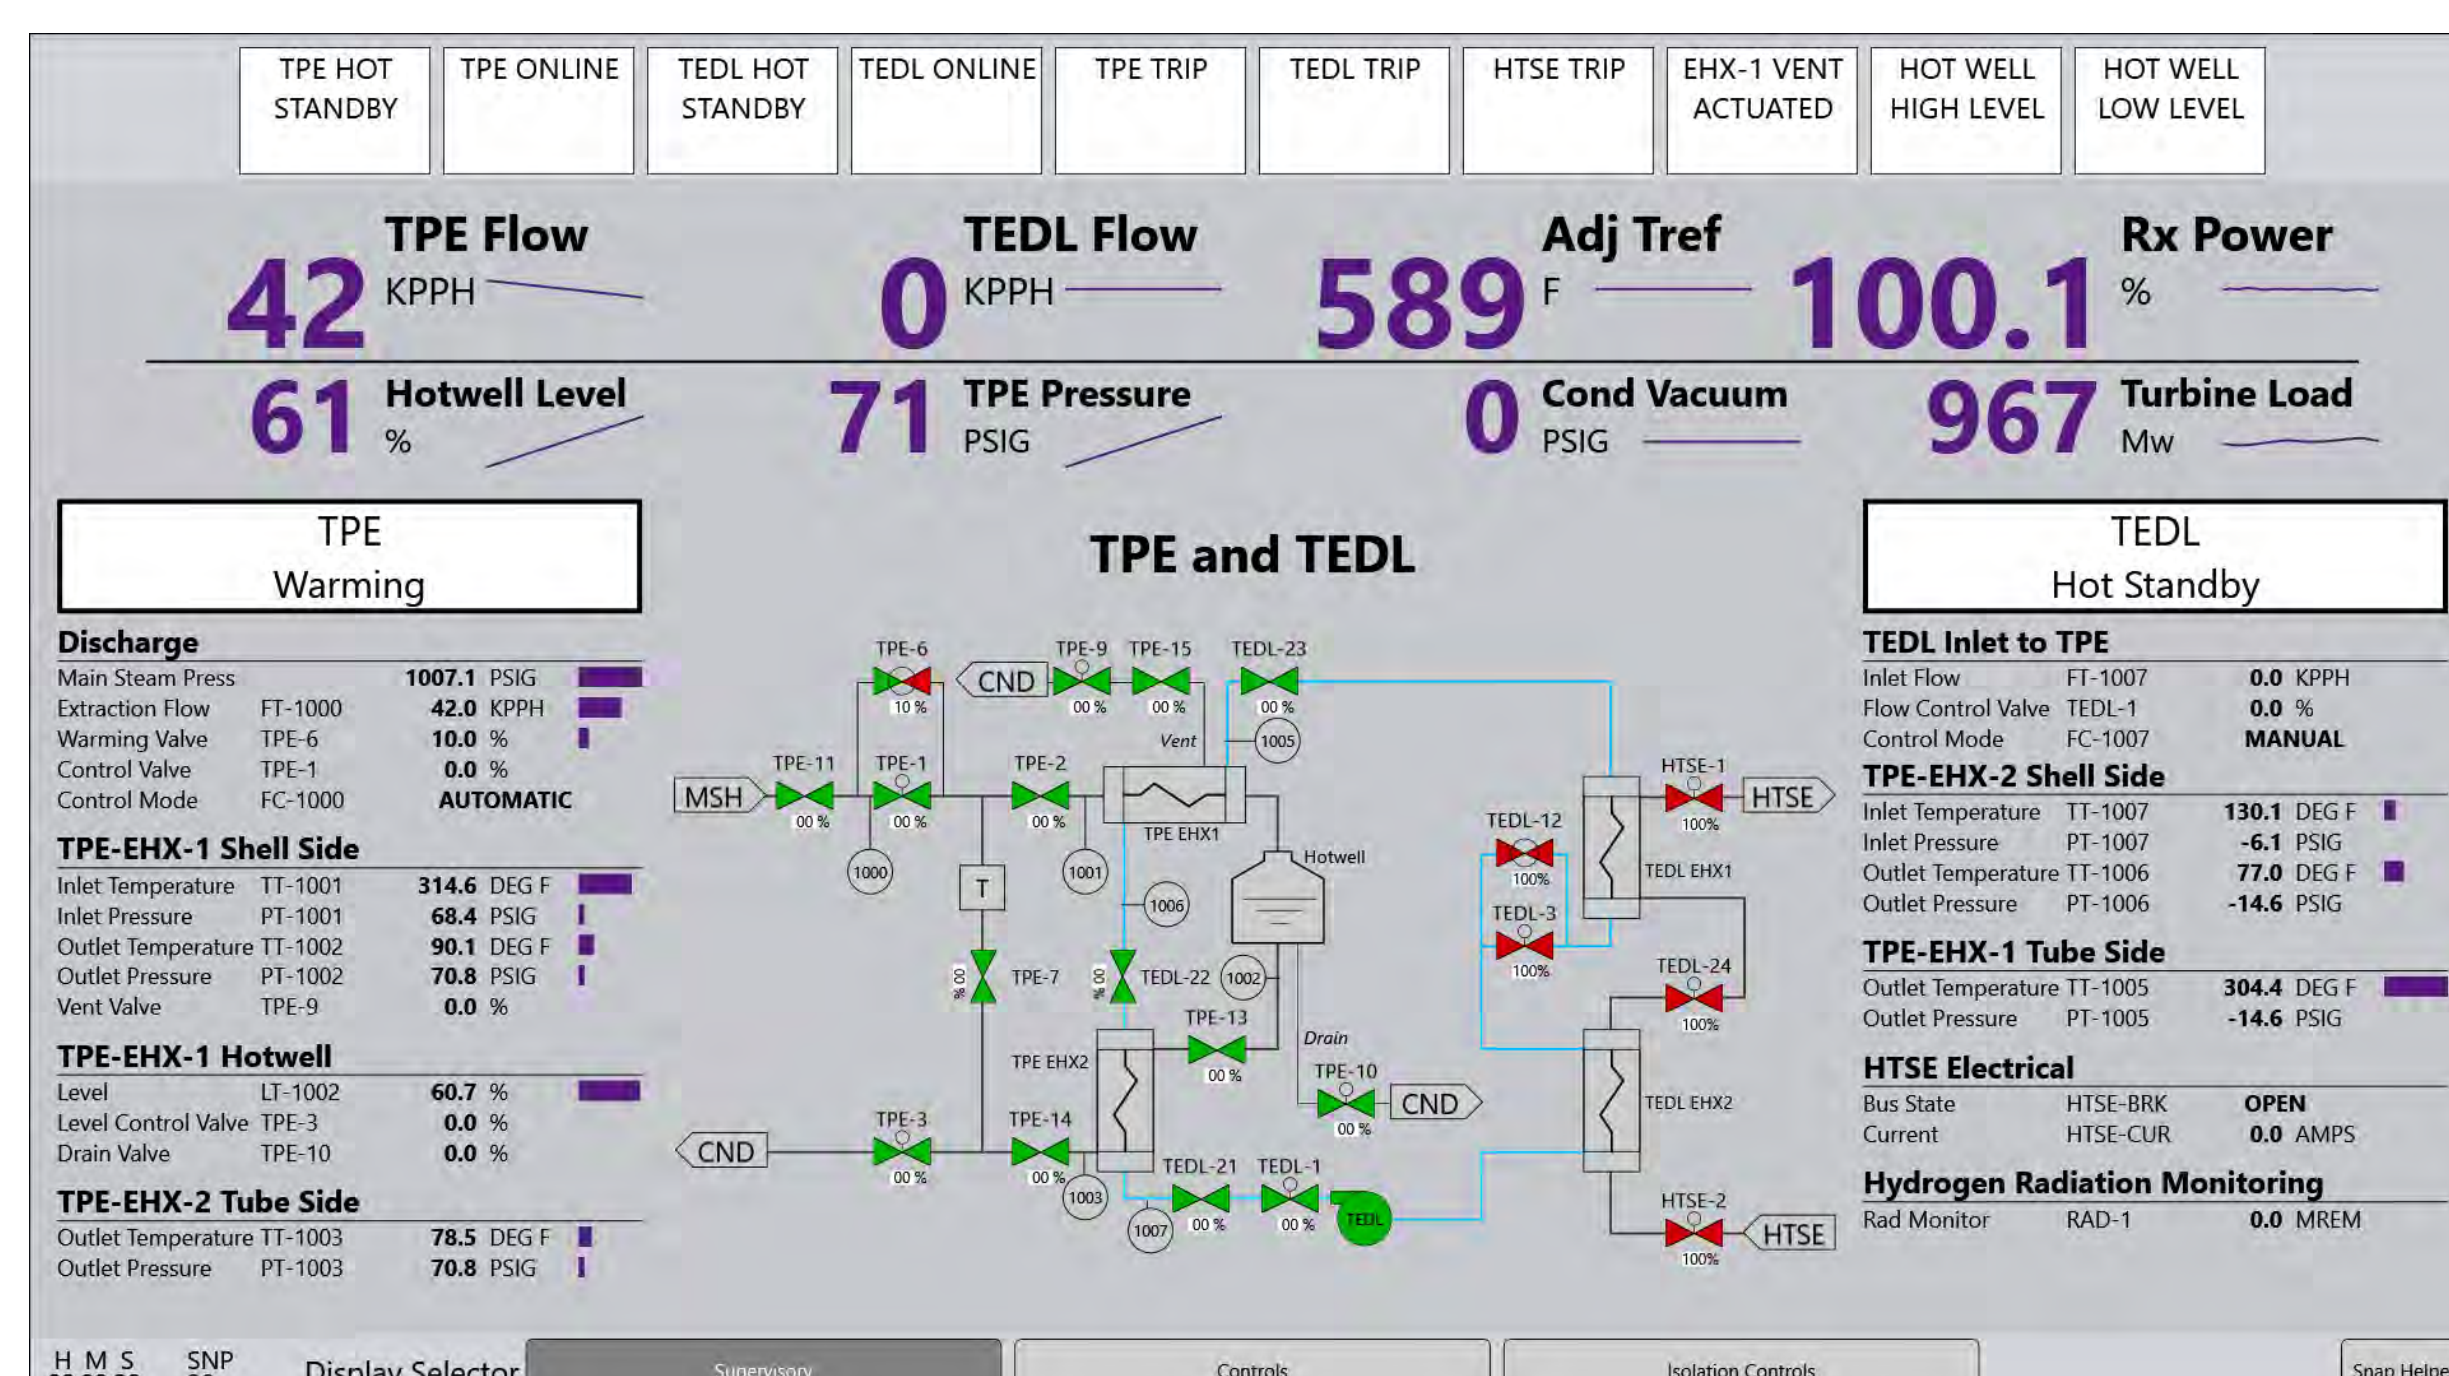 TPE HOT STANDBY
TPE ONLINE
TEDL HOT STANDBY
TEDL ONLINE
TPE TRIP
TEDL TRIP
HTSE TRIP
EHX-1 VENT ACTUATED
HOT WELL HIGH LEVEL
HOT WELL LOW LEVEL
42 TPE Flow KPPH
0 TEDL Flow KPPH
589 Adj Tref F
100.1 Rx Power %
61 Hotwell Level %
71 TPE Pressure PSIG
0 Cond Vacuum PSIG
967 Turbine Load Mw
TPE
Warming
Discharge
Main Steam Press 1007.1 PSIG
Extraction Flow FT-1000 42.0 KPPH
Warming Valve TPE-6 10.0 %
Control Valve TPE-1 0.0 %
Control Mode FC-1000 AUTOMATIC
TPE-EHX-1 Shell Side
Inlet Temperature TT-1001 314.6 DEG F
Inlet Pressure PT-1001 68.4 PSIG
Outlet Temperature TT-1002 90.1 DEG F
Outlet Pressure PT-1002 70.8 PSIG
Vent Valve TPE-9 0.0 %
TPE-EHX-1 Hotwell
Level LT-1002 60.7 %
Level Control Valve TPE-3 0.0 %
Drain Valve TPE-10 0.0 %
TPE-EHX-2 Tube Side
Outlet Temperature TT-1003 78.5 DEG F
Outlet Pressure PT-1003 70.8 PSIG
TPE and TEDL
TPE-6
10 %
CND
TPE-9
00 %
TPE-15
00 %
TEDL-23
00 %
Vent
1005
MSH
TPE-11
00 %
TPE-1
00 %
TPE-2
00 %
TPE EHX1
1000
T
1001
1006
Hotwell
TPE-7
00 %
TEDL-22
00 %
1002
TPE-13
00 %
Drain
TPE EHX2
TPE-10
00 %
CND
CND
TPE-3
00 %
TPE-14
00 %
1003
TEDL-21
00 %
TEDL-1
00 %
1007
TEDL
HTSE-1
100%
HTSE
TEDL-12
100%
TEDL EHX1
TEDL-3
100%
TEDL-24
100%
TEDL EHX2
HTSE-2
100%
HTSE
TEDL
Hot Standby
TEDL Inlet to TPE
Inlet Flow FT-1007 0.0 KPPH
Flow Control Valve TEDL-1 0.0 %
Control Mode FC-1007 MANUAL
TPE-EHX-2 Shell Side
Inlet Temperature TT-1007 130.1 DEG F
Inlet Pressure PT-1007 -6.1 PSIG
Outlet Temperature TT-1006 77.0 DEG F
Outlet Pressure PT-1006 -14.6 PSIG
TPE-EHX-1 Tube Side
Outlet Temperature TT-1005 304.4 DEG F
Outlet Pressure PT-1005 -14.6 PSIG
HTSE Electrical
Bus State HTSE-BRK OPEN
Current HTSE-CUR 0.0 AMPS
Hydrogen Radiation Monitoring
Rad Monitor RAD-1 0.0 MREM
H M S SNP
Display Selector
Supervisory
Controls
Isolation Controls
Snap Helpe